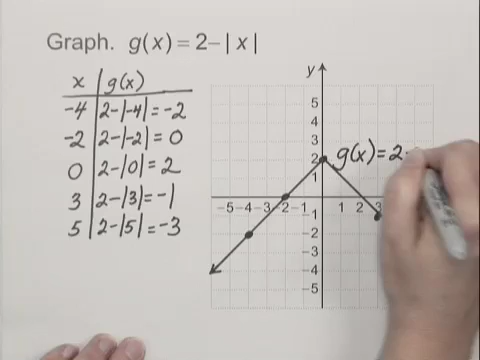 Graph. g(x) = 2 − | x |
x g(x)
-4 2-|-4| = -2
-2 2-|-2| = 0
0 2-|0| = 2
3 2-|3| = -1
5 2-|5| = -3
y
5
4
3
2
1
−5 −4 −3 −2 −1 1 2 3
−1
−2
−3
−4
−5
g(x) = 2